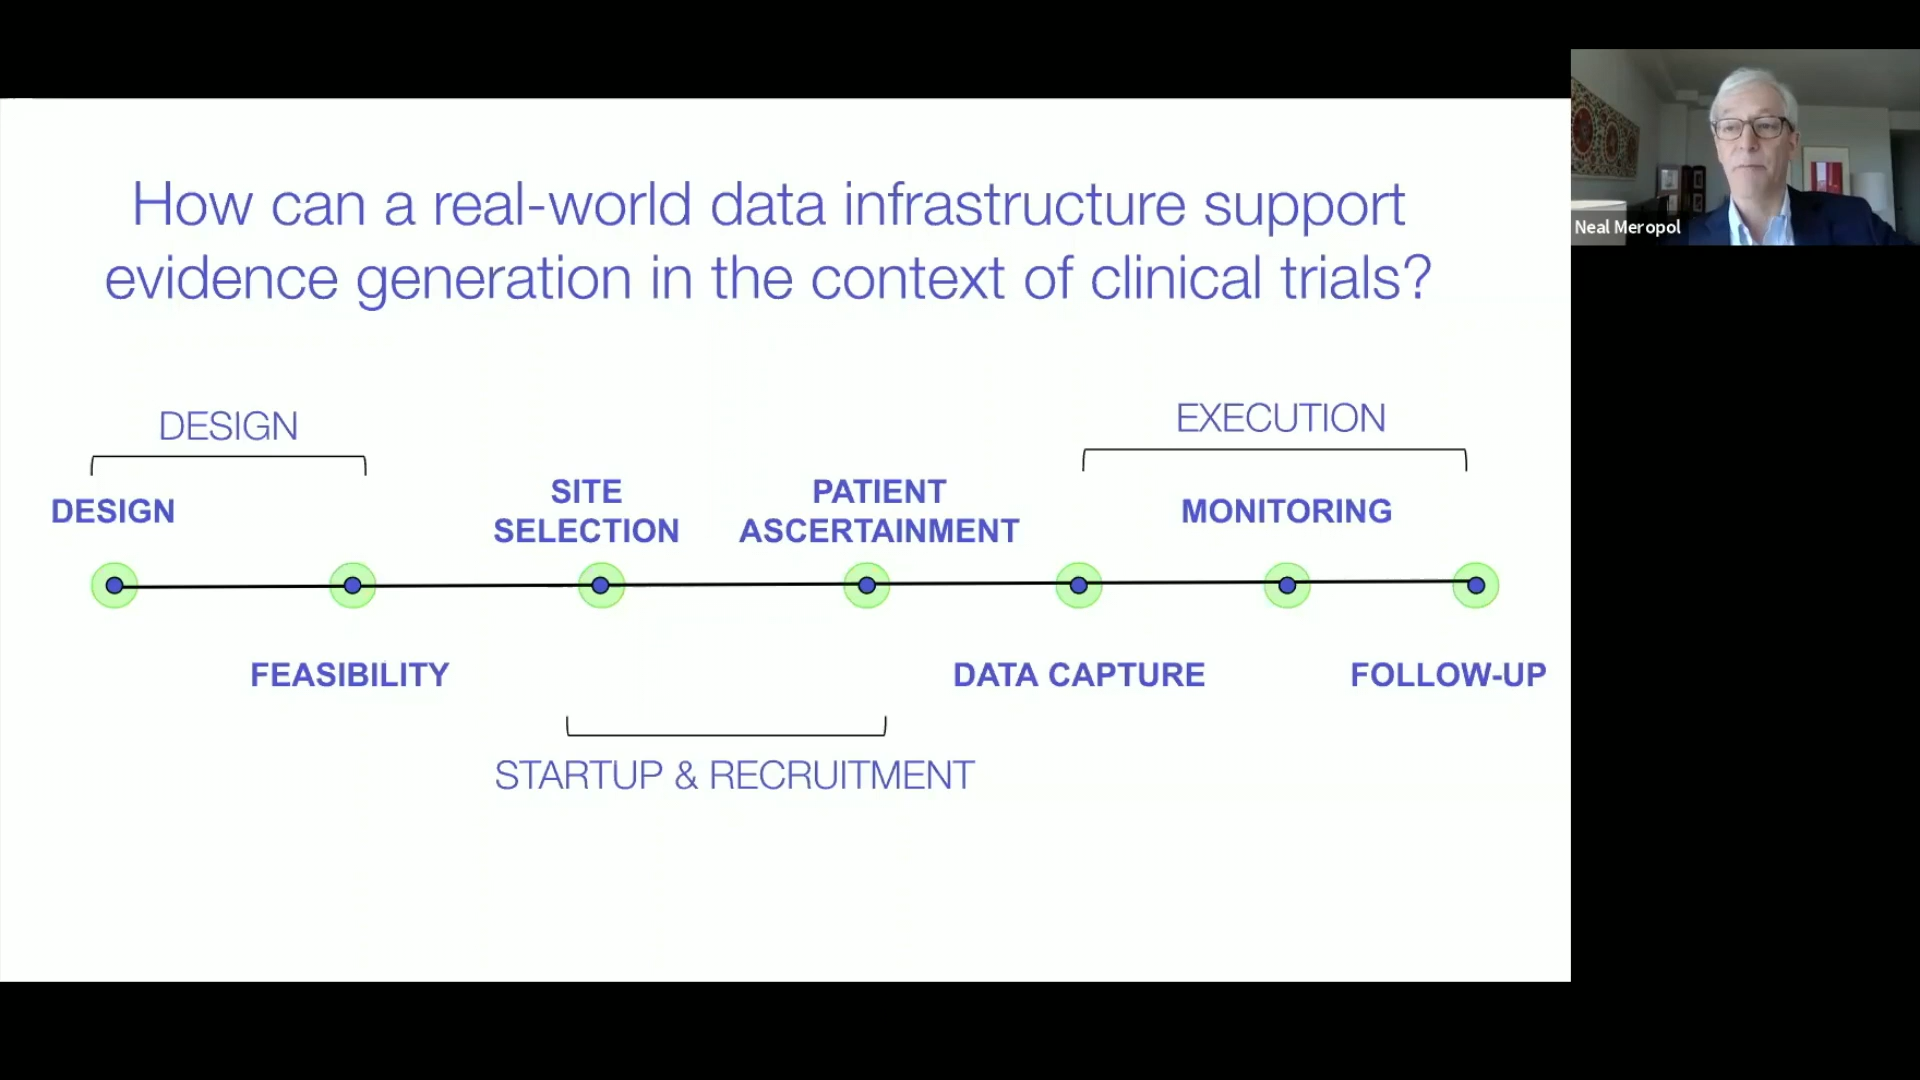 How can a real-world data infrastructure support
evidence generation in the context of clinical trials?
Neal Meropol
DESIGN
EXECUTION
DESIGN
SITE
SELECTION
PATIENT
ASCERTAINMENT
MONITORING
FEASIBILITY
DATA CAPTURE
FOLLOW-UP
STARTUP & RECRUITMENT